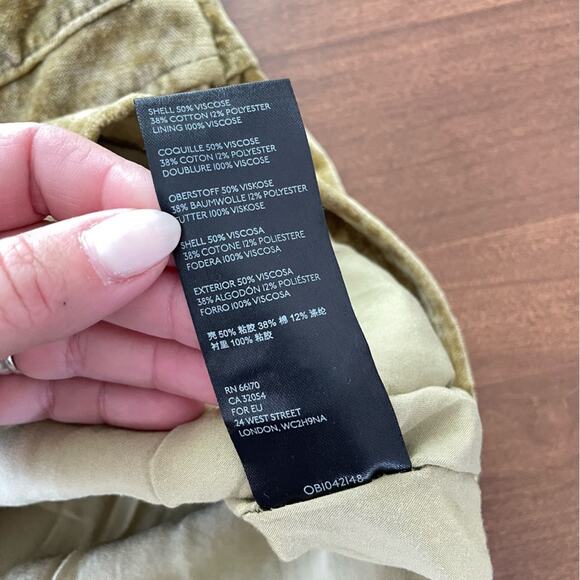 SHELL 50% VISCOSE
38% COTTON 12% POLYESTER
LINING 100% VISCOSE
COQUILLE 50% VISCOSE
38% COTON 12% POLYESTER
DOUBLURE 100% VISCOSE
OBERSTOFF 50% VISKOSE
38% BAUMWOLLE 12% POLYESTER
UTTER 100% VISKOSE
SHELL 50% VISCOSA
38% COTONE 12% POLIESTERE
FODERA 100% VISCOSA
EXTERIOR 50% VISCOSA
38% ALGODÓN 12% POLIÉSTER
FORRO 100% VISCOSA
壳 50% 粘胶 38% 棉 12% 涤纶
衬里 100% 粘胶
RN 66170
CA 32054
FOR EU
24 WEST STREET
LONDON, WC2H9NA
OB1042148